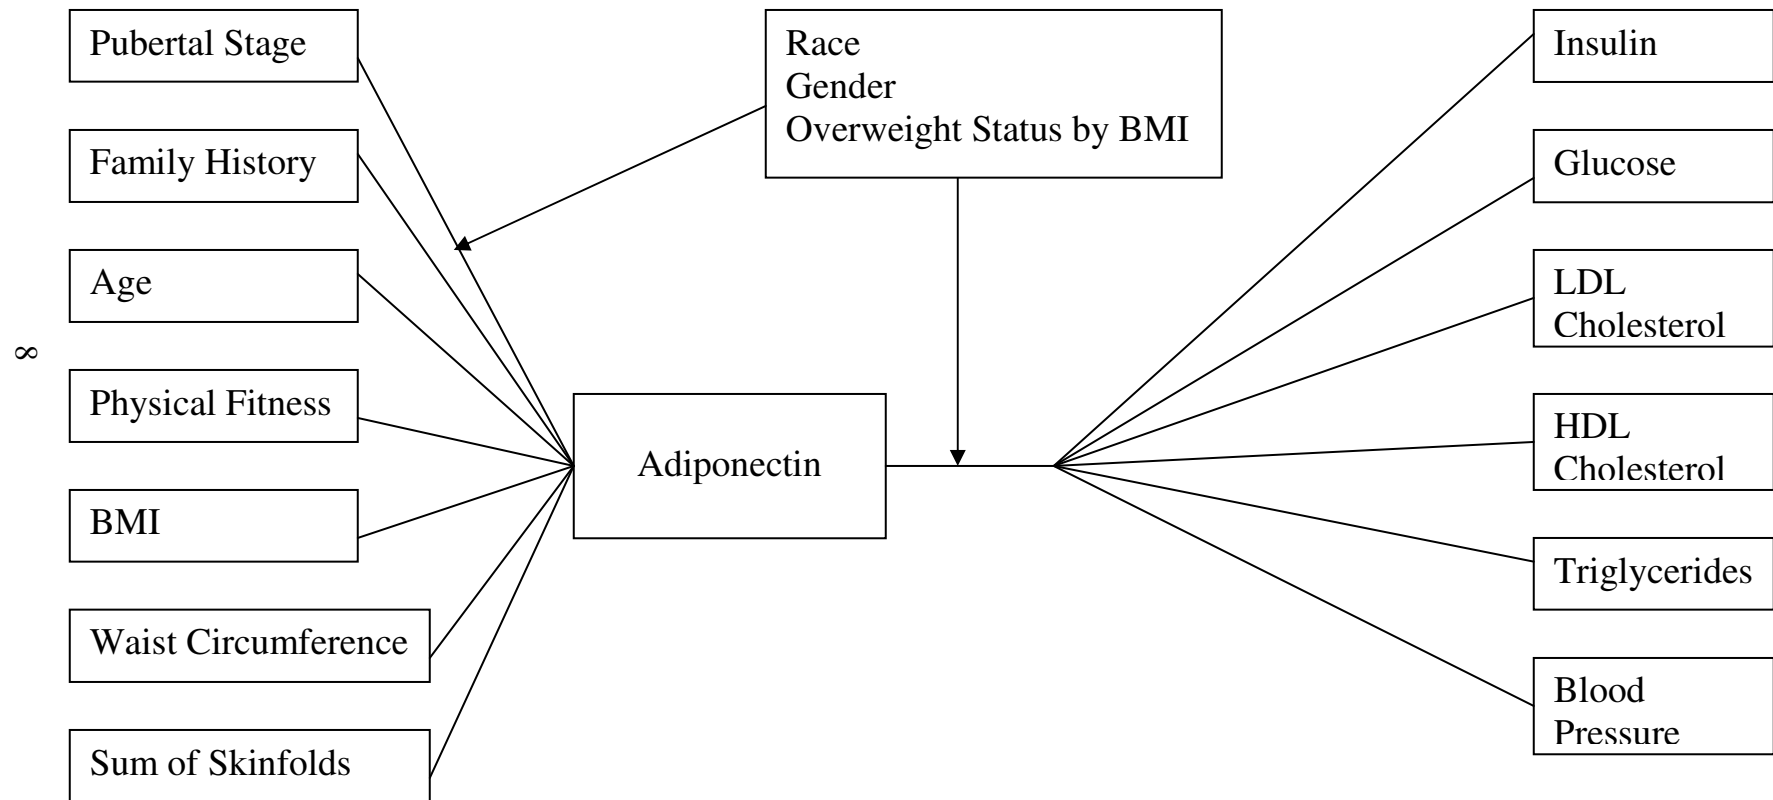 Pubertal Stage
Family History
Age
8
Physical Fitness
BMI
Waist Circumference
Sum of Skinfolds
Race
Gender
Overweight Status by BMI
Adiponectin
Insulin
Glucose
LDL
Cholesterol
HDL
Cholesterol
Triglycerides
Blood
Pressure